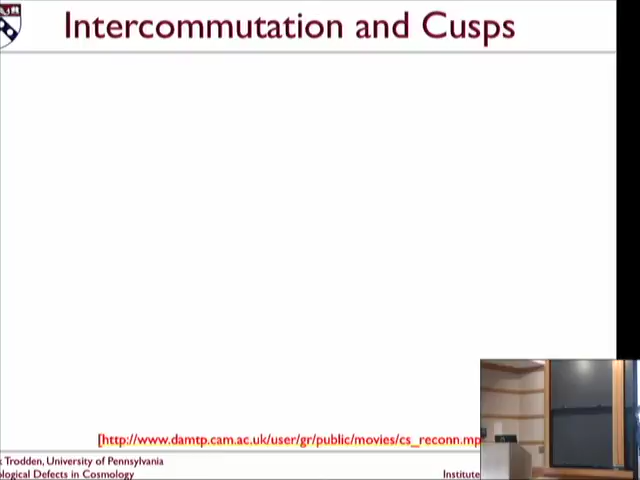 Intercommutation and Cusps
[http://www.damtp.cam.ac.uk/user/gr/public/movies/cs_reconn.mp
Trodden, University of Pennsylvania
ological Defects in Cosmology
Institute